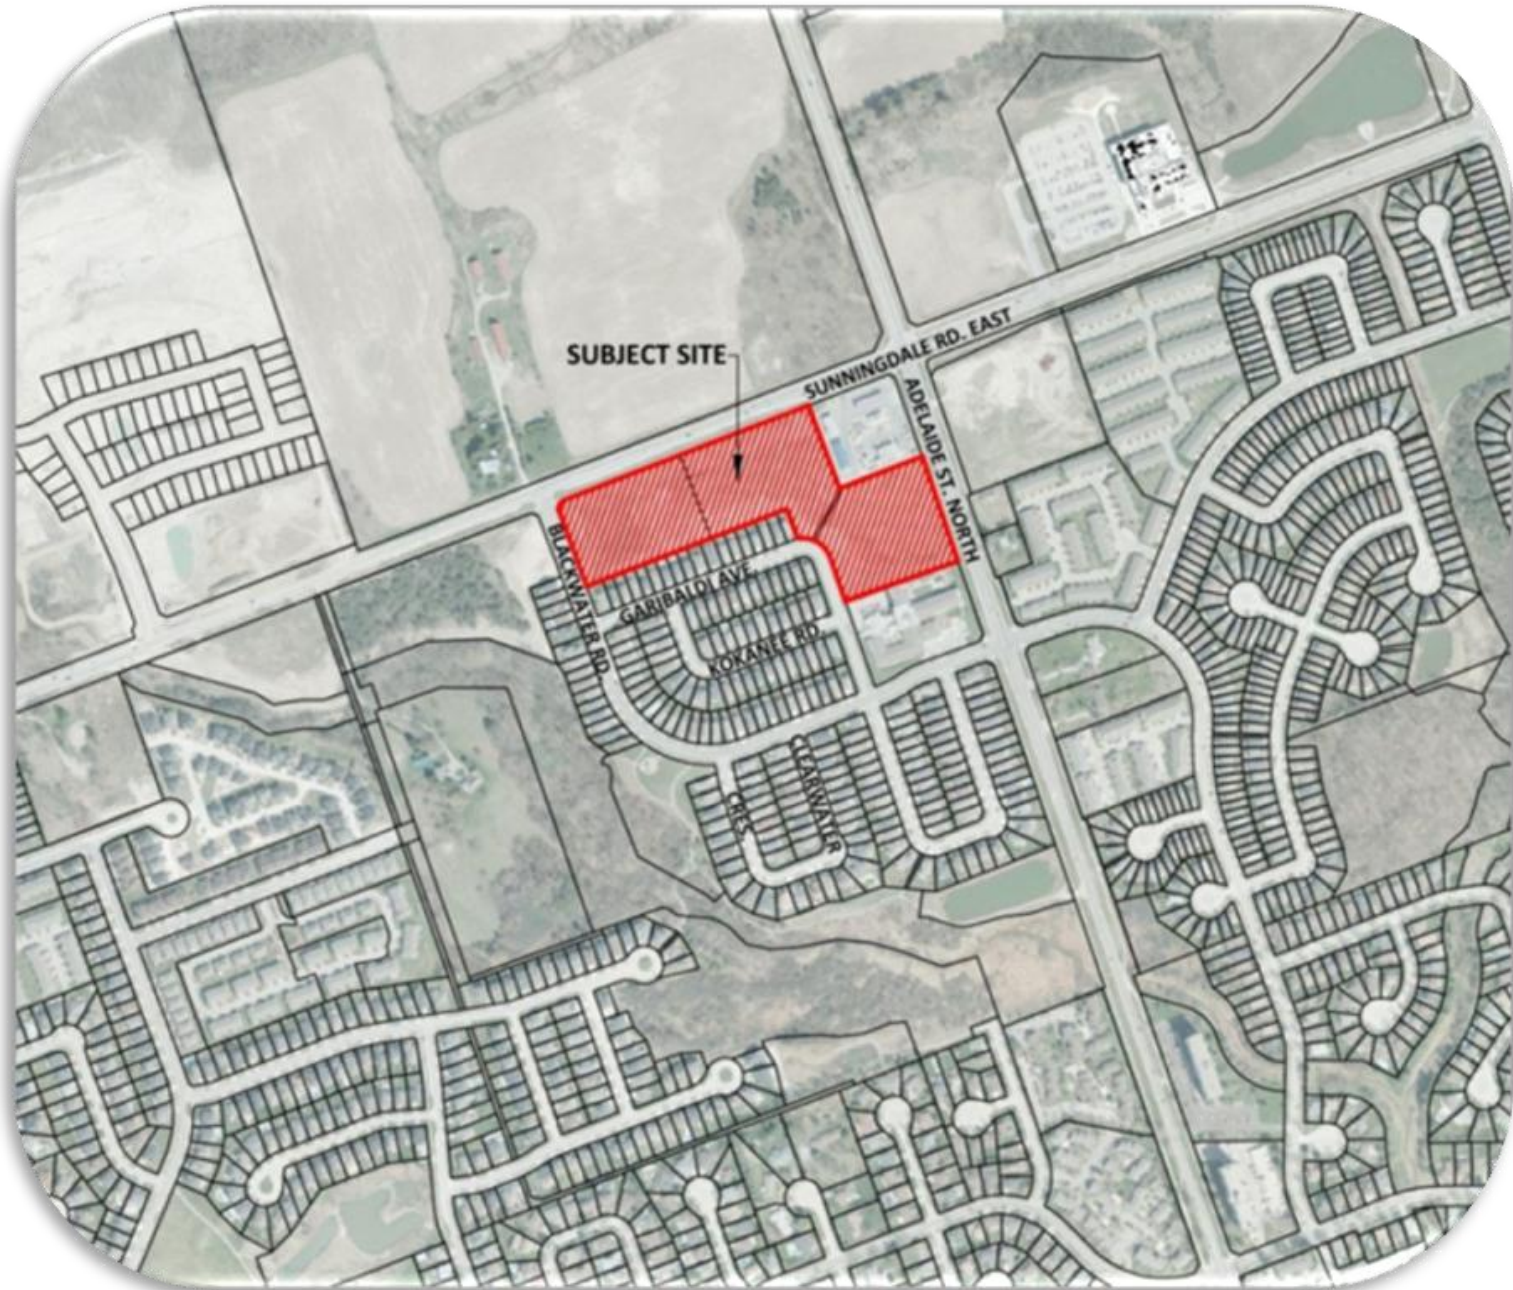 SUBJECT SITE
SUNNINGDALE RD. EAST
ADELAIDE ST. NORTH
BLACKWATER RD.
GARIBALDI AVE.
KOKANEE RD.
CLEARWATER
CRES.